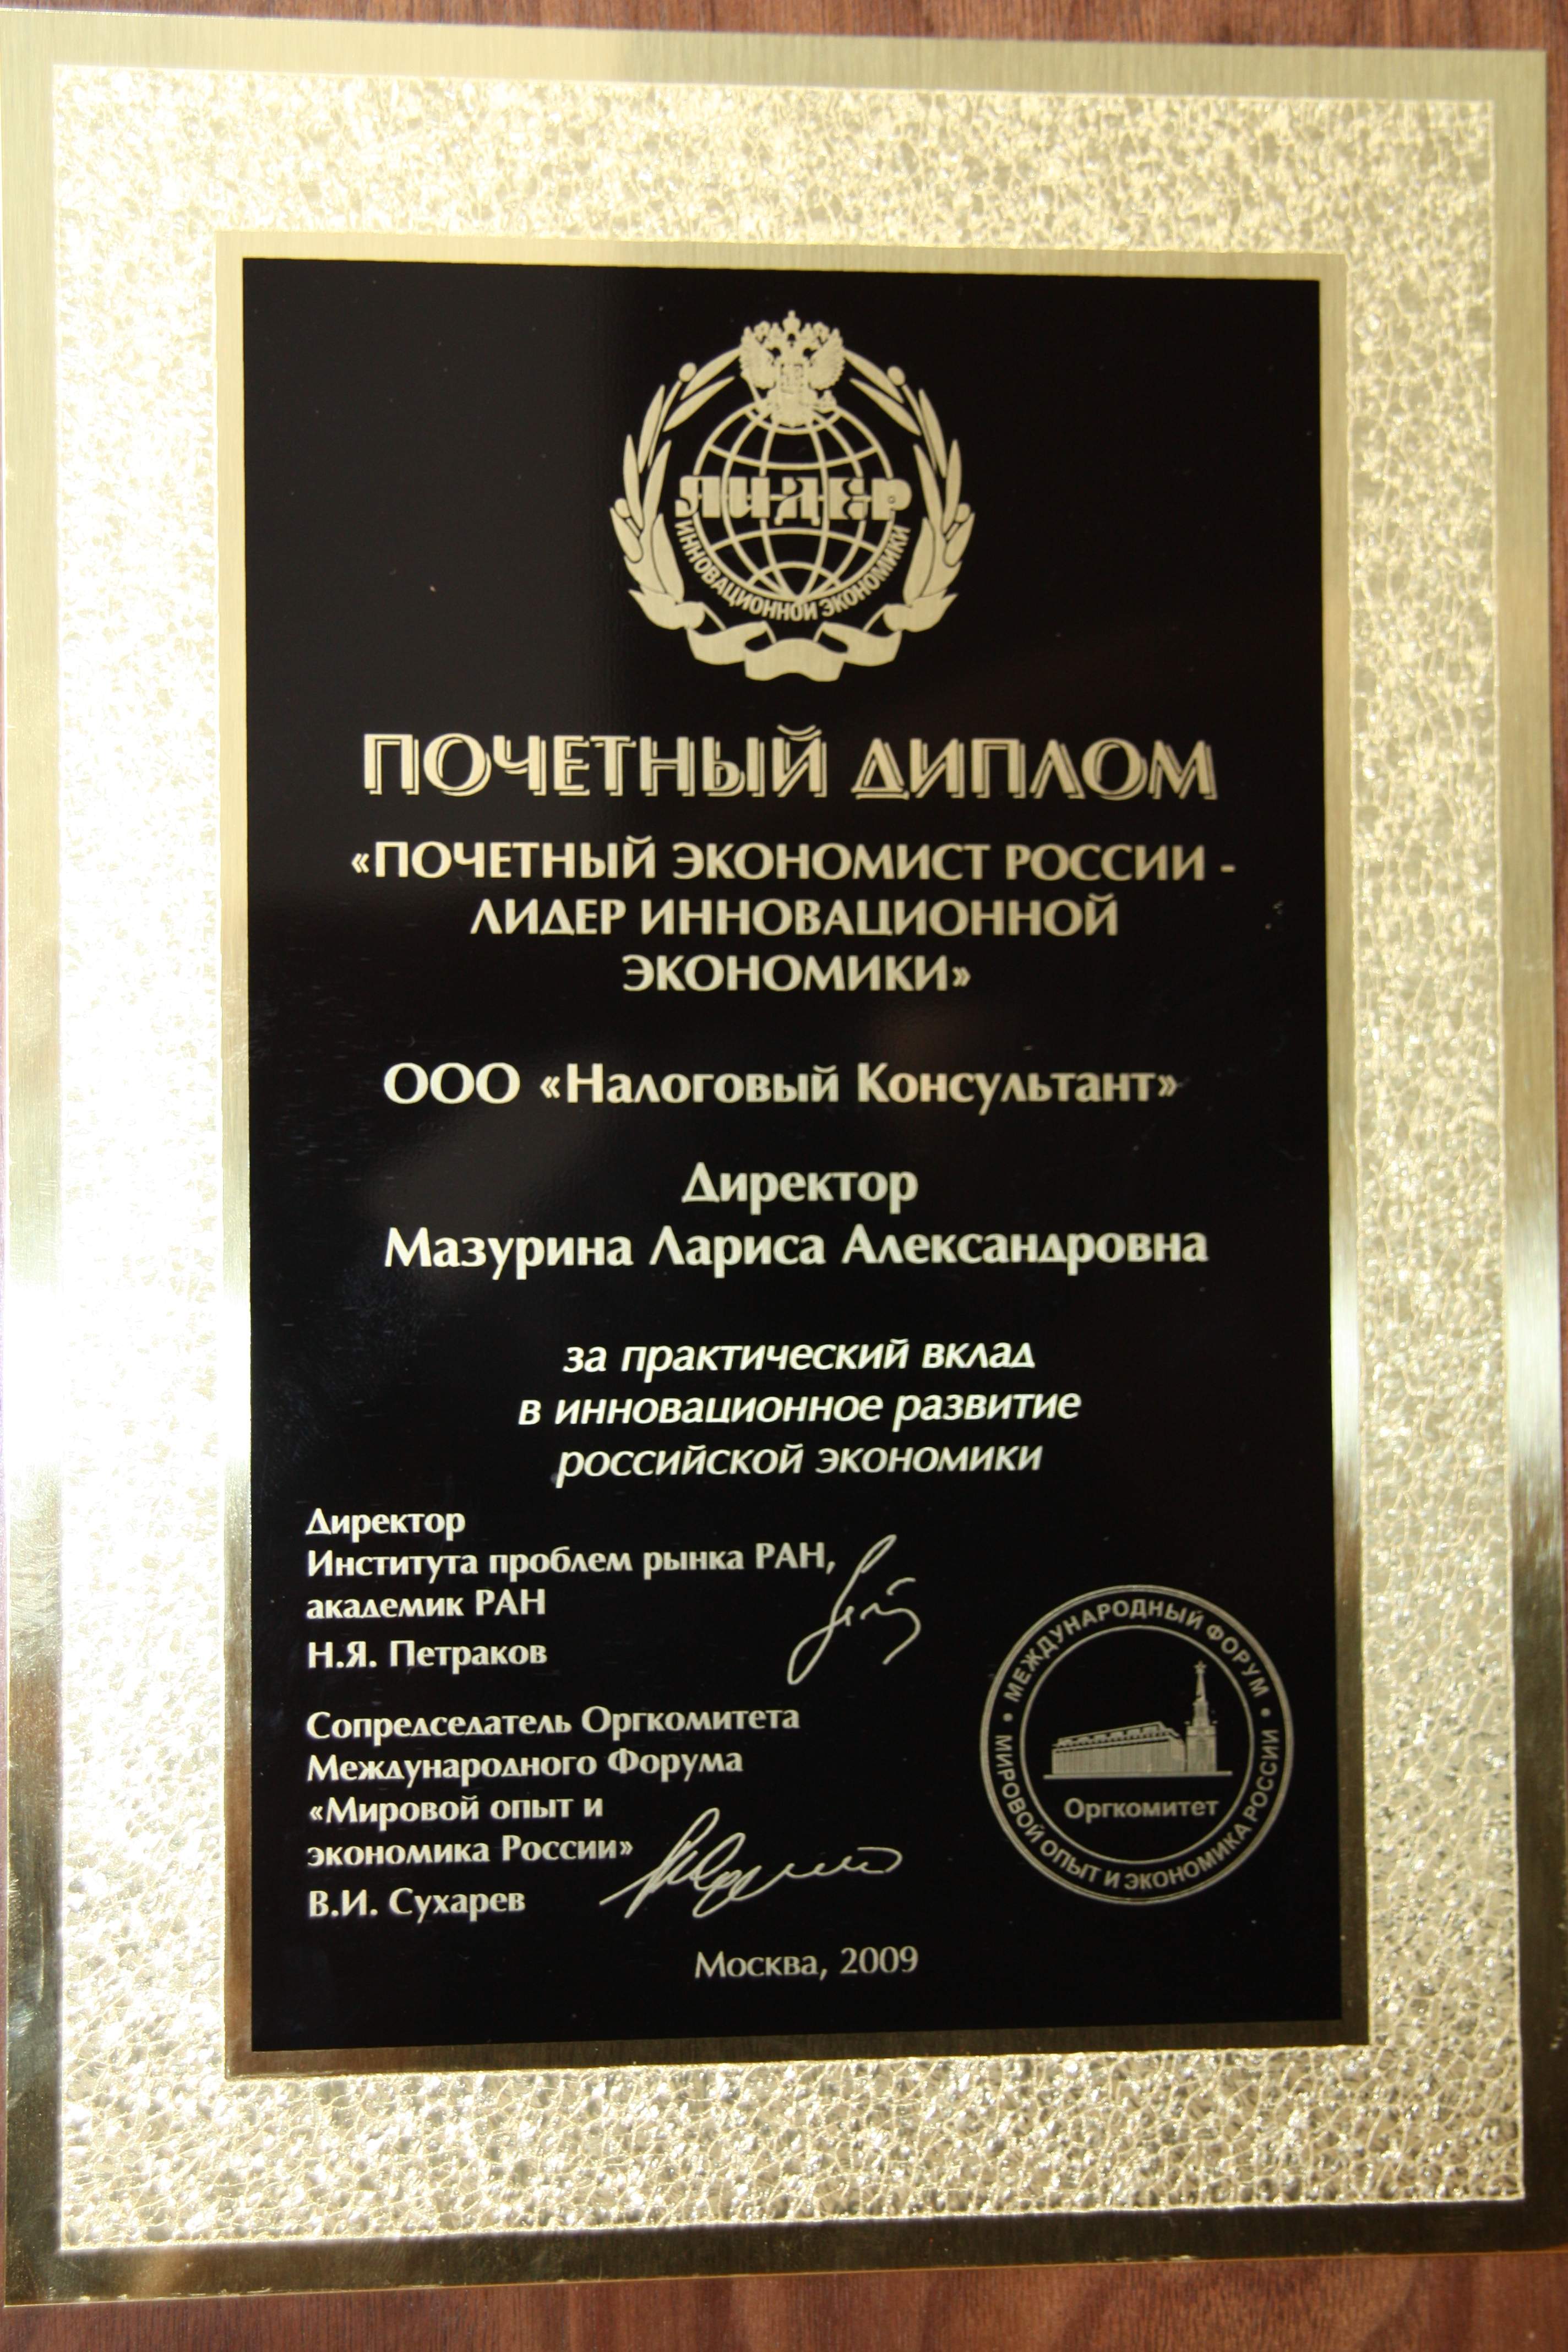 ЛИДЕР
ИННОВАЦИОННОЙ ЭКОНОМИКИ
ПОЧЕТНЫЙ ДИПЛОМ
«ПОЧЕТНЫЙ ЭКОНОМИСТ РОССИИ -
ЛИДЕР ИННОВАЦИОННОЙ
ЭКОНОМИКИ»
ООО «Налоговый Консультант»
Директор
Мазурина Лариса Александровна
за практический вклад
в инновационное развитие
российской экономики
Директор
Института проблем рынка РАН,
академик РАН
Н.Я. Петраков
Сопредседатель Оргкомитета
Международного Форума
«Мировой опыт и
экономика России»
В.И. Сухарев
• МЕЖДУНАРОДНЫЙ ФОРУМ •
МИРОВОЙ ОПЫТ И ЭКОНОМИКА РОССИИ
Оргкомитет
Москва, 2009